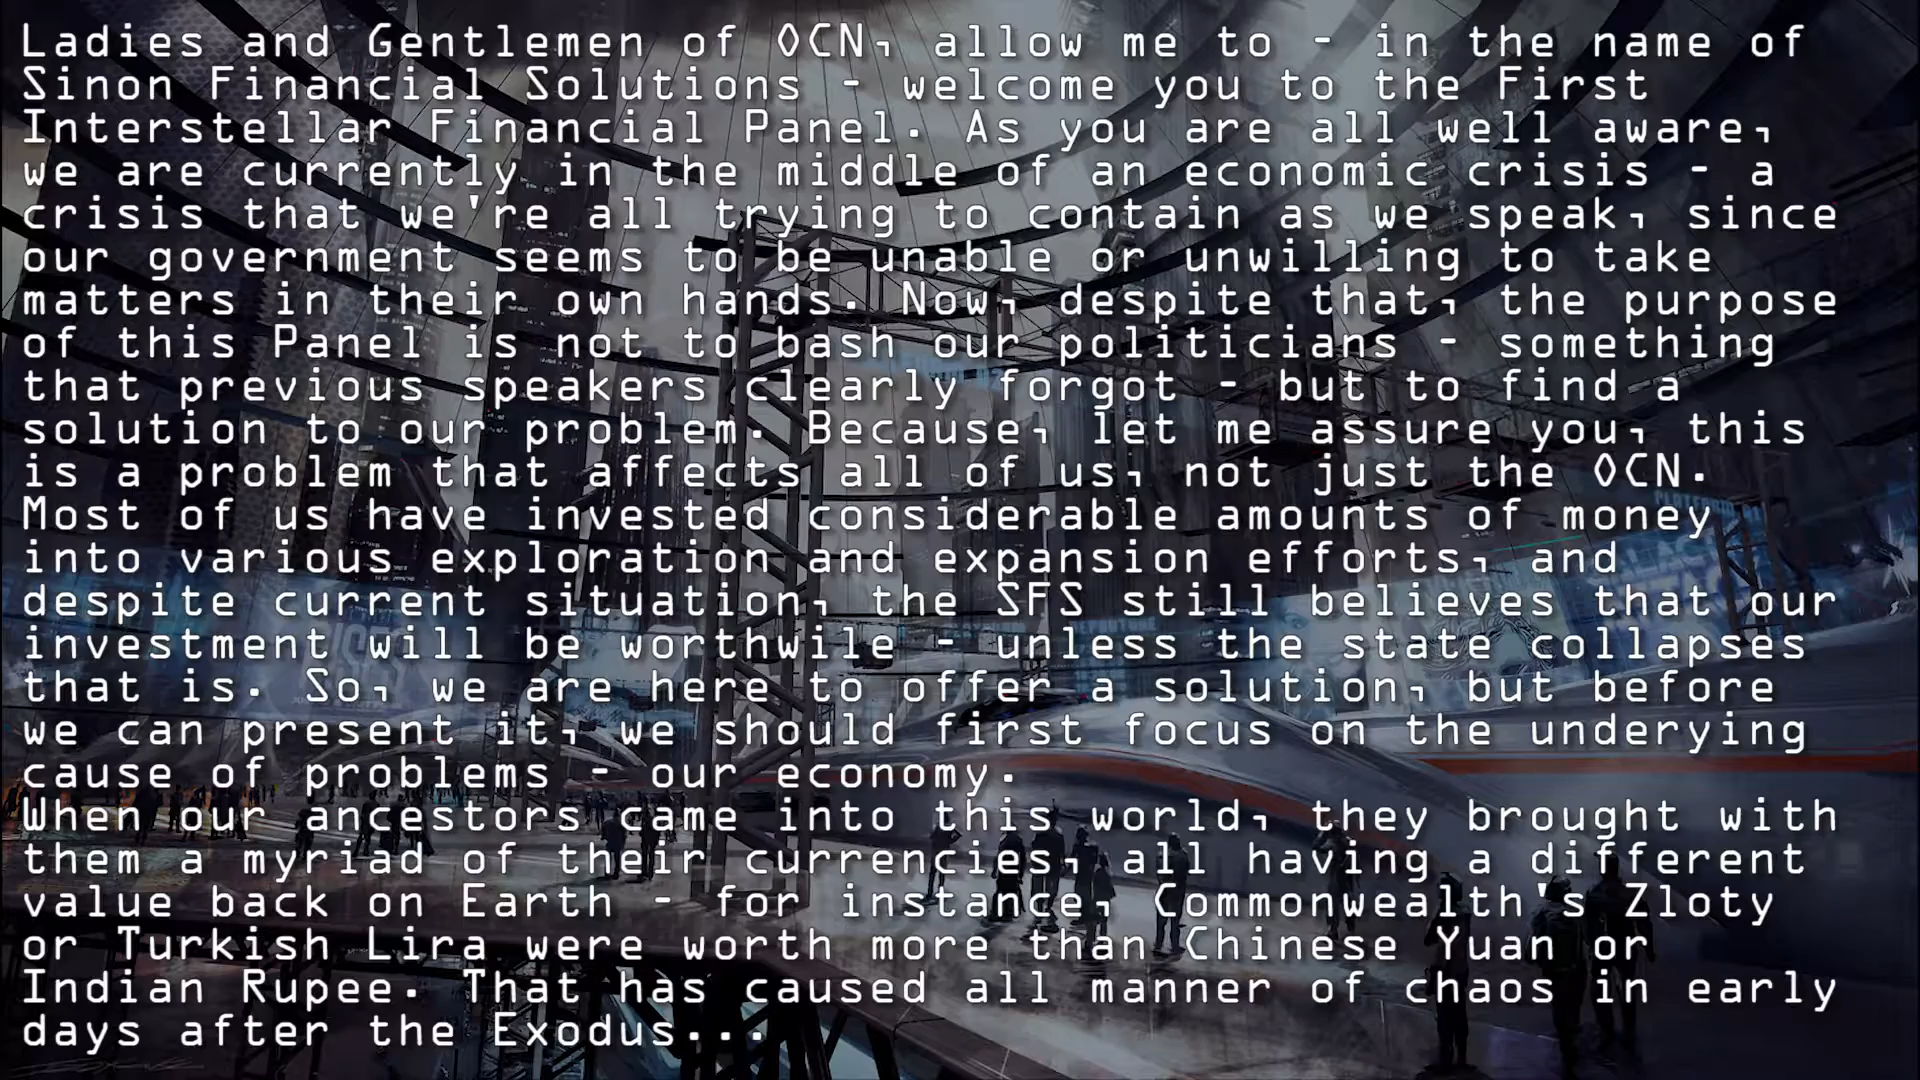 Ladies and Gentlemen of OCN, allow me to - in the name of
Sinon Financial Solutions - welcome you to the First
Interstellar Financial Panel. As you are all well aware,
we are currently in the middle of an economic crisis - a
crisis that we're all trying to contain as we speak, since
our government seems to be unable or unwilling to take
matters in their own hands. Now, despite that, the purpose
of this Panel is not to bash our politicians - something
that previous speakers clearly forgot - but to find a
solution to our problem. Because, let me assure you, this
is a problem that affects all of us, not just the OCN.
Most of us have invested considerable amounts of money
into various exploration and expansion efforts, and
despite current situation, the SFS still believes that our
investment will be worthwile - unless the state collapses
that is. So, we are here to offer a solution, but before
we can present it, we should first focus on the underying
cause of problems - our economy.
When our ancestors came into this world, they brought with
them a myriad of their currencies, all having a different
value back on Earth - for instance, Commonwealth's Zloty
or Turkish Lira were worth more than Chinese Yuan or
Indian Rupee. That has caused all manner of chaos in early
days after the Exodus...